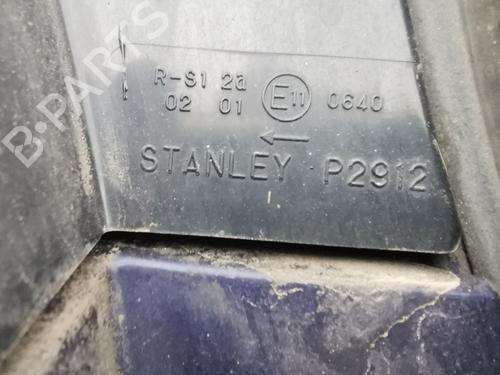 R-S1 2a
02 01 E11 0640
←
STANLEY P2912
B-PARTS